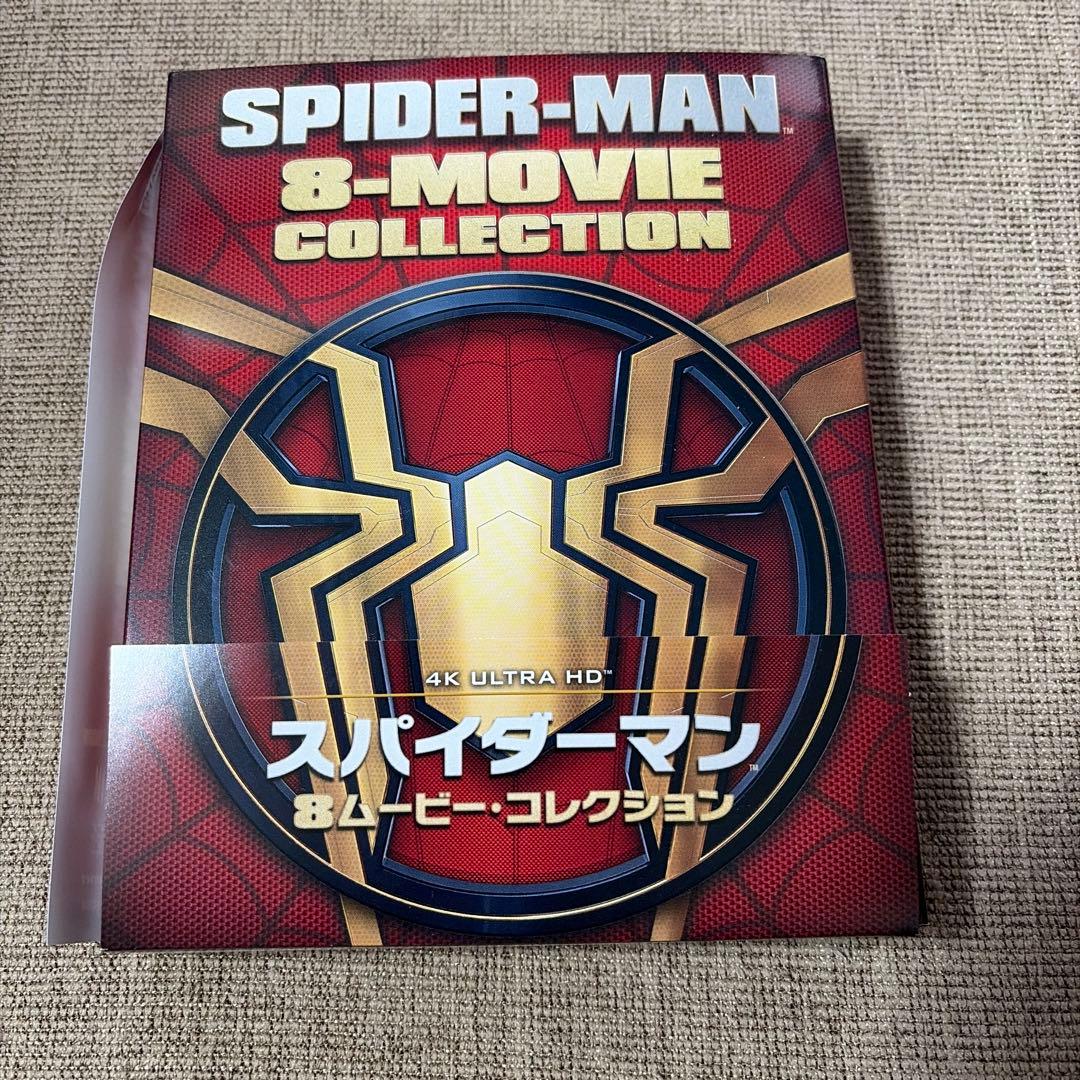 SPIDER-MAN™
8-MOVIE
COLLECTION
4K ULTRA HD™
スパイダーマン™
8ムービー・コレクション